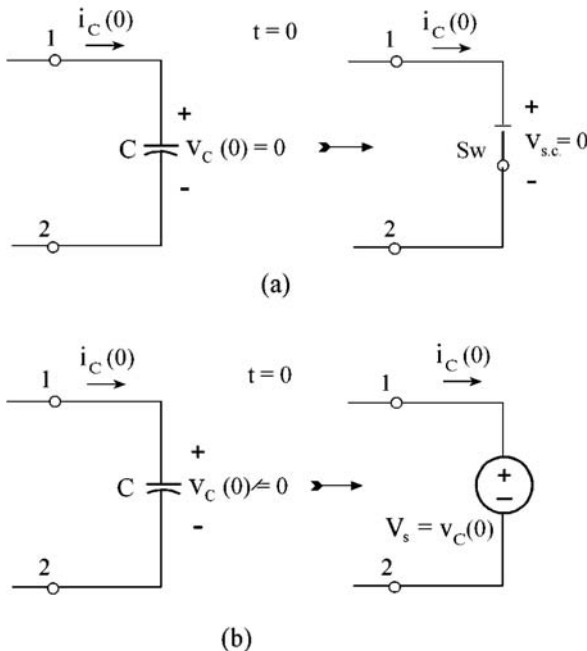 i_C(0) t = 0 i_C(0)
1 1
+ +
C v_C(0) = 0 Sw v_s.c. = 0
- -
2 2
(a)
i_C(0) t = 0 i_C(0)
1 1
+ +
C v_C (0) ≠ 0 −
- V_s = v_C(0)
2 2
(b)